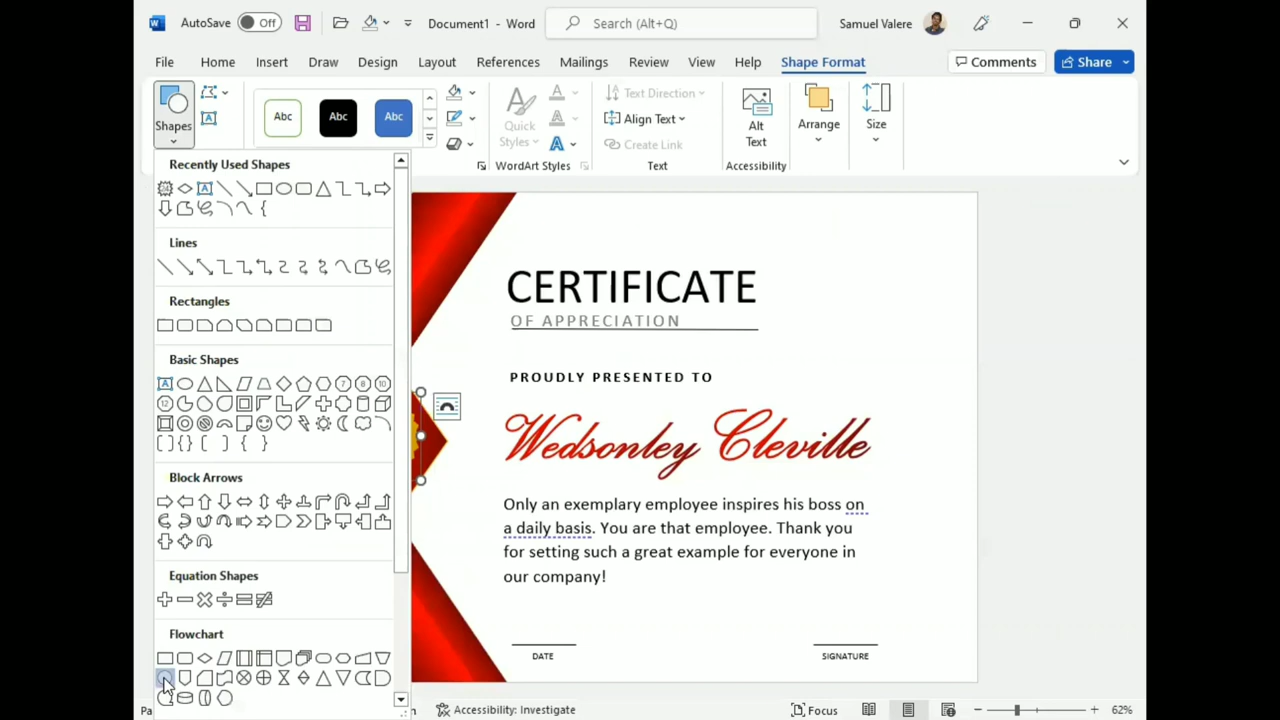 AutoSave Off Document1 - Word Search (Alt+Q) Samuel Valere
File Home Insert Draw Design Layout References Mailings Review View Help Shape Format Comments Share
Shapes
Abc Abc Abc
Quick Styles
WordArt Styles
Text Direction
Align Text
Create Link
Text
Alt Text
Accessibility
Arrange
Size
Recently Used Shapes
Lines
Rectangles
Basic Shapes
Block Arrows
Equation Shapes
Flowchart
CERTIFICATE
OF APPRECIATION
PROUDLY PRESENTED TO
Wedsonley Cleville
Only an exemplary employee inspires his boss on
a daily basis. You are that employee. Thank you
for setting such a great example for everyone in
our company!
DATE SIGNATURE
Accessibility: Investigate Focus 62%